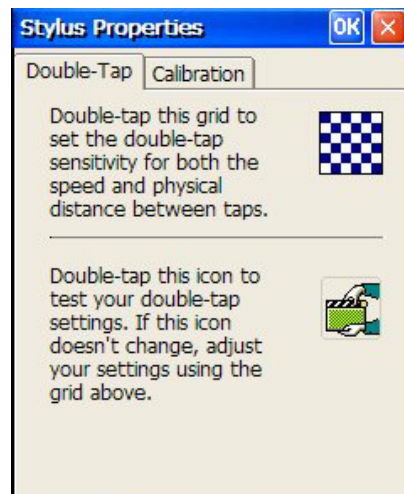 Stylus Properties OK
Double-Tap Calibration
Double-tap this grid to
set the double-tap
sensitivity for both the
speed and physical
distance between taps.
Double-tap this icon to
test your double-tap
settings. If this icon
doesn't change, adjust
your settings using the
grid above.